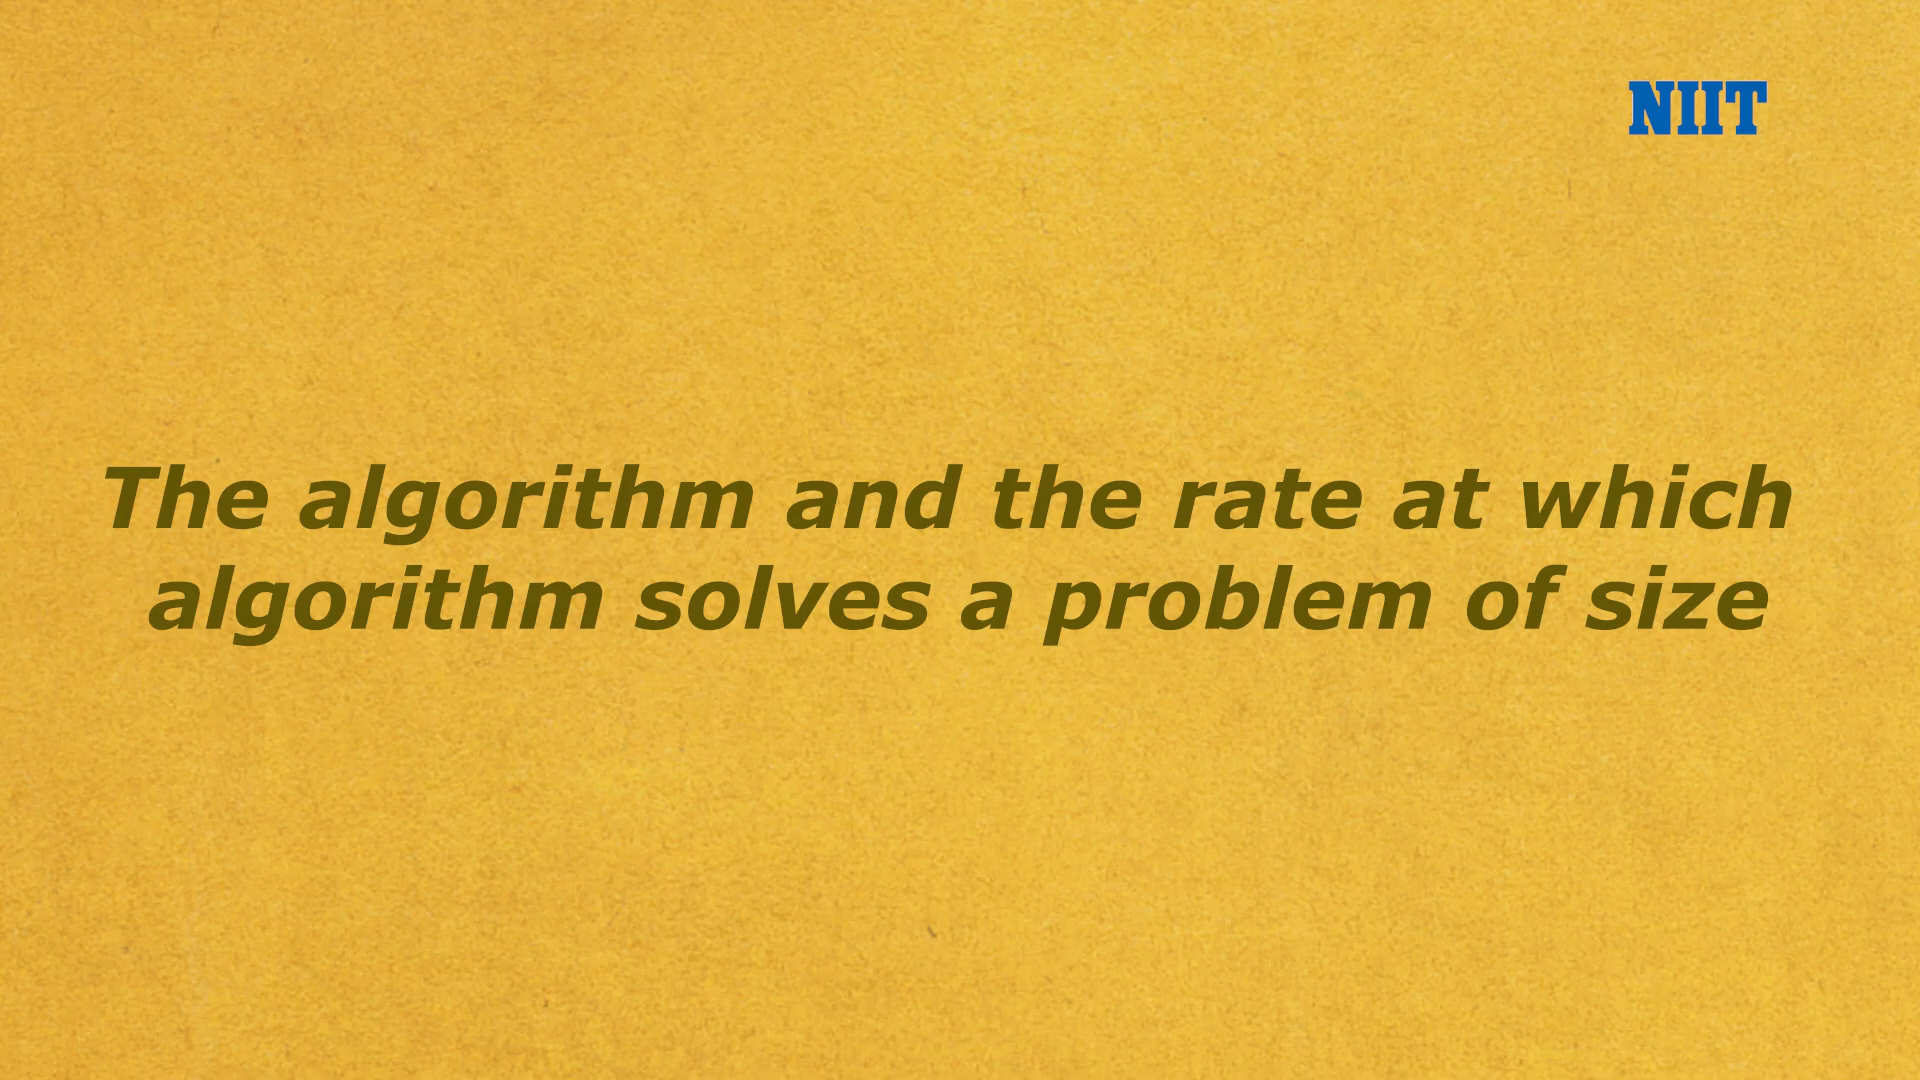 NIIT
The algorithm and the rate at which
algorithm solves a problem of size